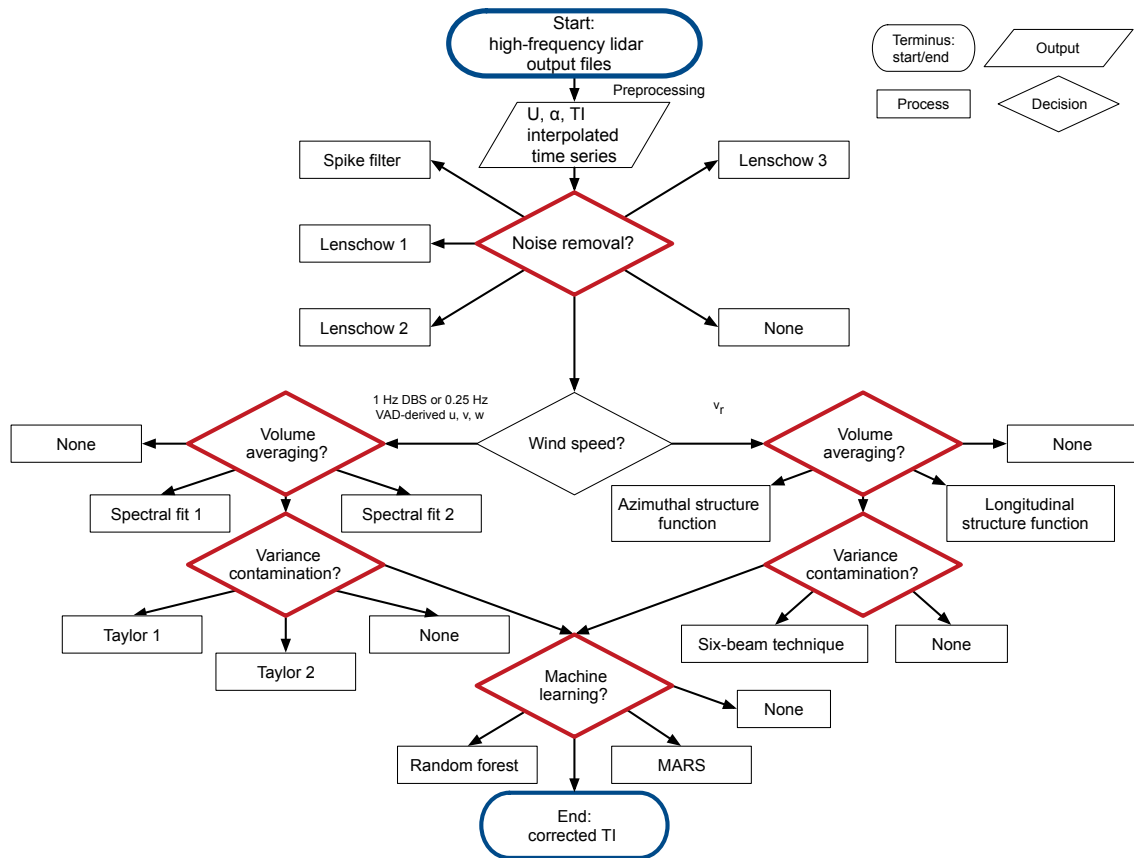 Start:
high-frequency lidar
output files
Terminus:
start/end
Output
Process
Decision
Preprocessing
U, α, TI
interpolated
time series
Spike filter
Lenschow 3
Noise removal?
Lenschow 1
Lenschow 2
None
1 Hz DBS or 0.25 Hz
VAD-derived u, v, w
Wind speed?
vr
None
Volume
averaging?
Volume
averaging?
None
Spectral fit 1
Spectral fit 2
Azimuthal structure
function
Longitudinal
structure function
Variance
contamination?
Variance
contamination?
Taylor 1
Taylor 2
None
Six-beam technique
None
Machine
learning?
None
Random forest
MARS
End:
corrected TI